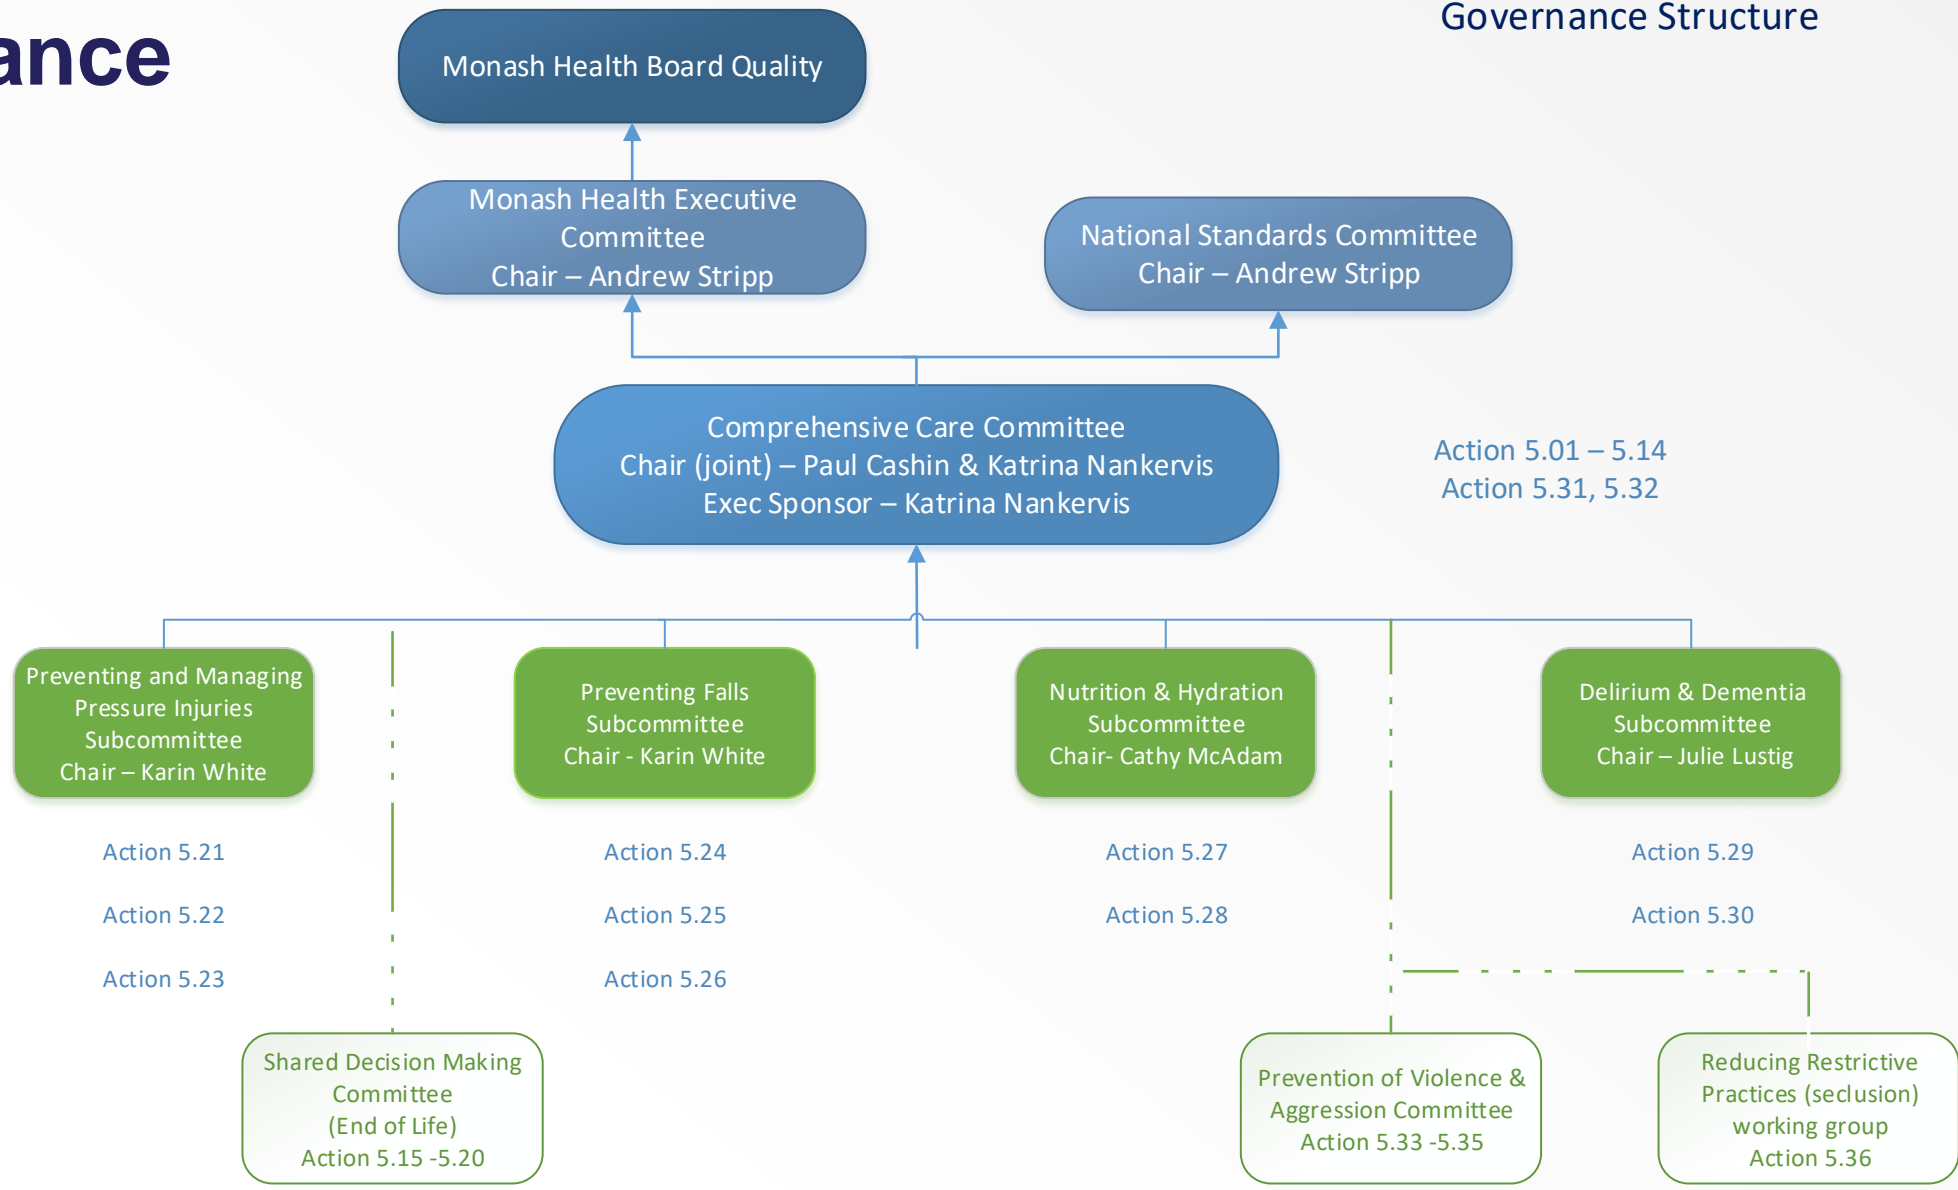 ance
Governance Structure
Monash Health Board Quality
Monash Health Executive
Committee
Chair – Andrew Stripp
National Standards Committee
Chair – Andrew Stripp
Comprehensive Care Committee
Chair (joint) – Paul Cashin & Katrina Nankervis
Exec Sponsor – Katrina Nankervis
Action 5.01 – 5.14
Action 5.31, 5.32
Preventing and Managing
Pressure Injuries
Subcommittee
Chair – Karin White
Preventing Falls
Subcommittee
Chair - Karin White
Nutrition & Hydration
Subcommittee
Chair- Cathy McAdam
Delirium & Dementia
Subcommittee
Chair – Julie Lustig
Action 5.21
Action 5.22
Action 5.23
Action 5.24
Action 5.25
Action 5.26
Action 5.27
Action 5.28
Action 5.29
Action 5.30
Shared Decision Making
Committee
(End of Life)
Action 5.15 -5.20
Prevention of Violence &
Aggression Committee
Action 5.33 -5.35
Reducing Restrictive
Practices (seclusion)
working group
Action 5.36